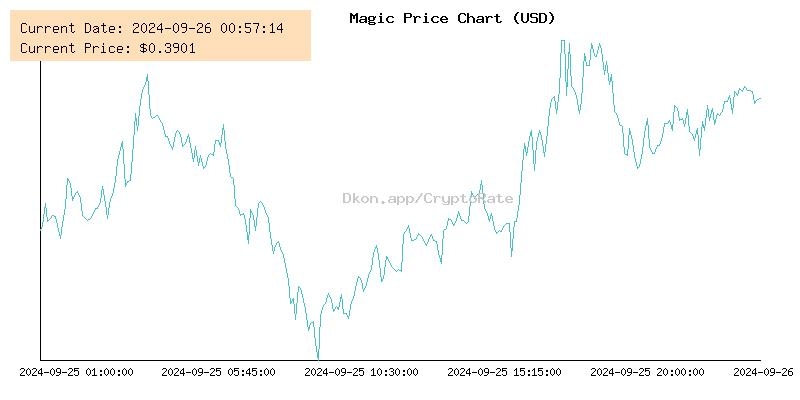 Magic Price Chart (USD)
Current Date: 2024-09-26 00:57:14
Current Price: $0.3901
Dkon.app/CryptoRate
2024-09-25 01:00:00 2024-09-25 05:45:00 2024-09-25 10:30:00 2024-09-25 15:15:00 2024-09-25 20:00:00 2024-09-26